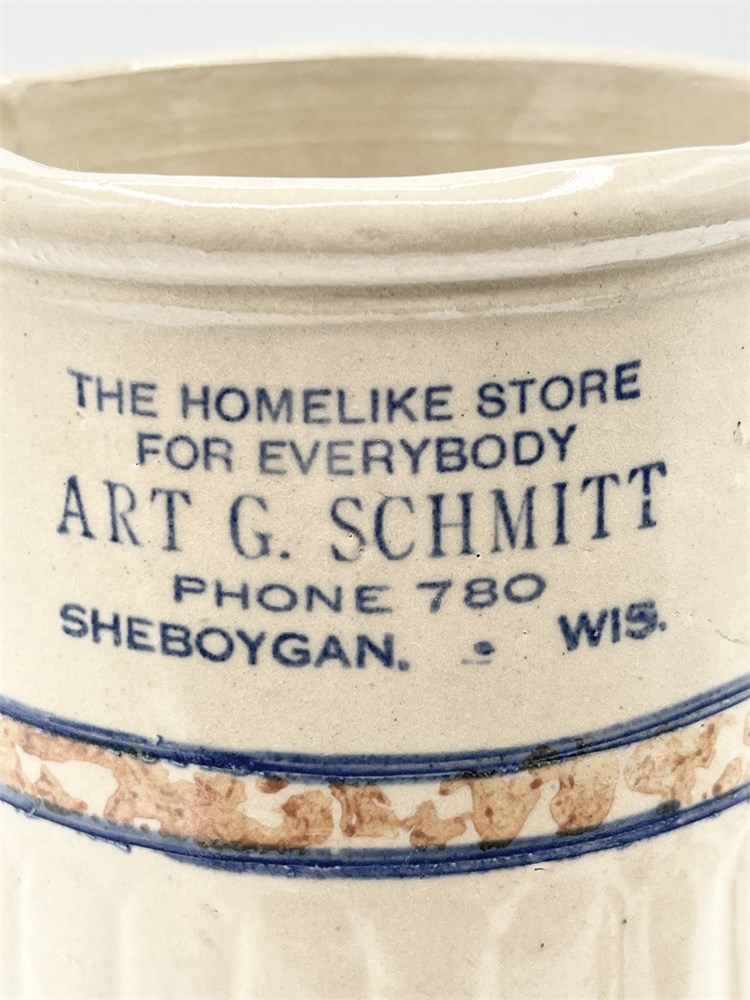 THE HOMELIKE STORE
FOR EVERYBODY
ART G. SCHMITT
PHONE 780
SHEBOYGAN. • WIS.